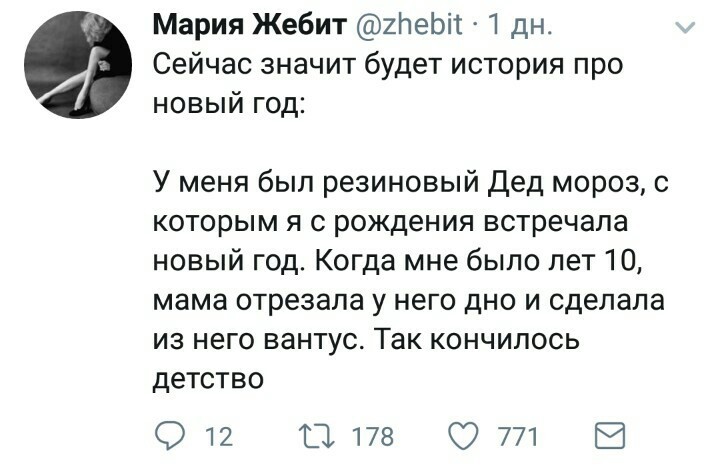 Мария Жебит @zhebit · 1 дн.
Сейчас значит будет история про
новый год:
У меня был резиновый Дед мороз, с
которым я с рождения встречала
новый год. Когда мне было лет 10,
мама отрезала у него дно и сделала
из него вантус. Так кончилось
детство
12 178 771